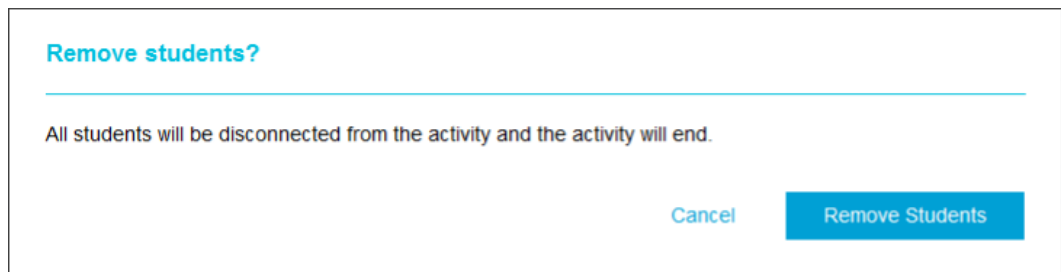 Remove students?
All students will be disconnected from the activity and the activity will end.
Cancel Remove Students